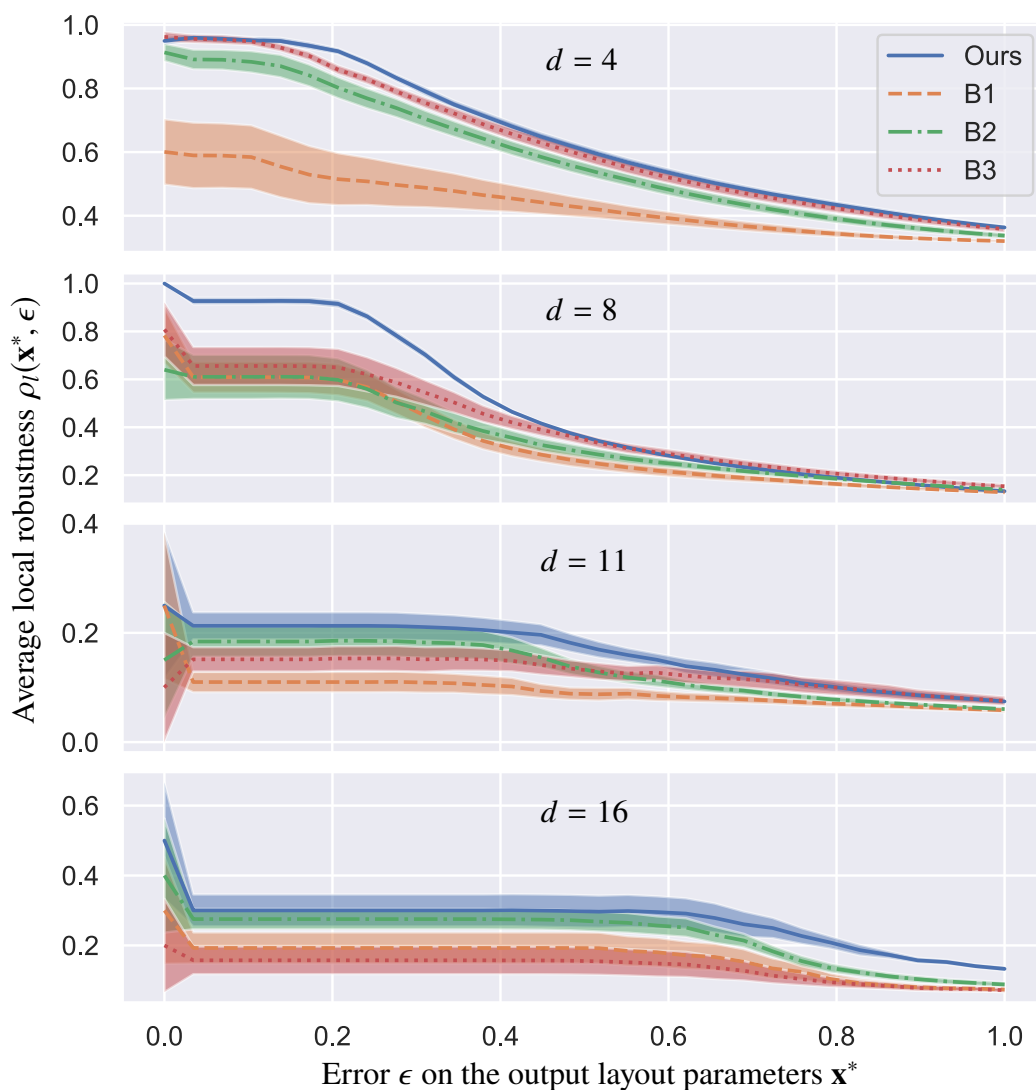 Average local robustness ρ_l(x*, ϵ)
1.0
0.8
0.6
0.4
d = 4
Ours
B1
B2
B3
1.0
0.8
0.6
0.4
0.2
d = 8
0.4
0.2
0.0
d = 11
0.6
0.4
0.2
d = 16
0.0 0.2 0.4 0.6 0.8 1.0
Error ϵ on the output layout parameters x*